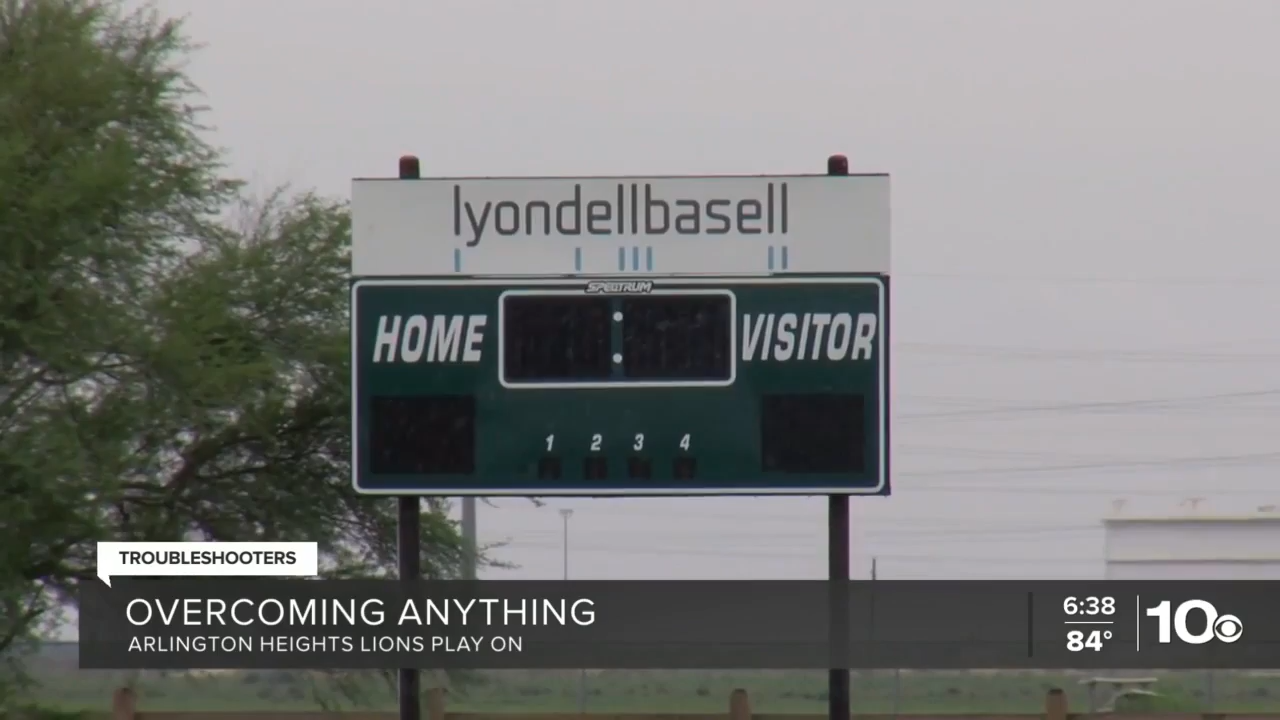 lyondellbasell
SPECTRUM
HOME
VISITOR
1 2 3 4
TROUBLESHOOTERS
OVERCOMING ANYTHING
ARLINGTON HEIGHTS LIONS PLAY ON
6:38
84°
10